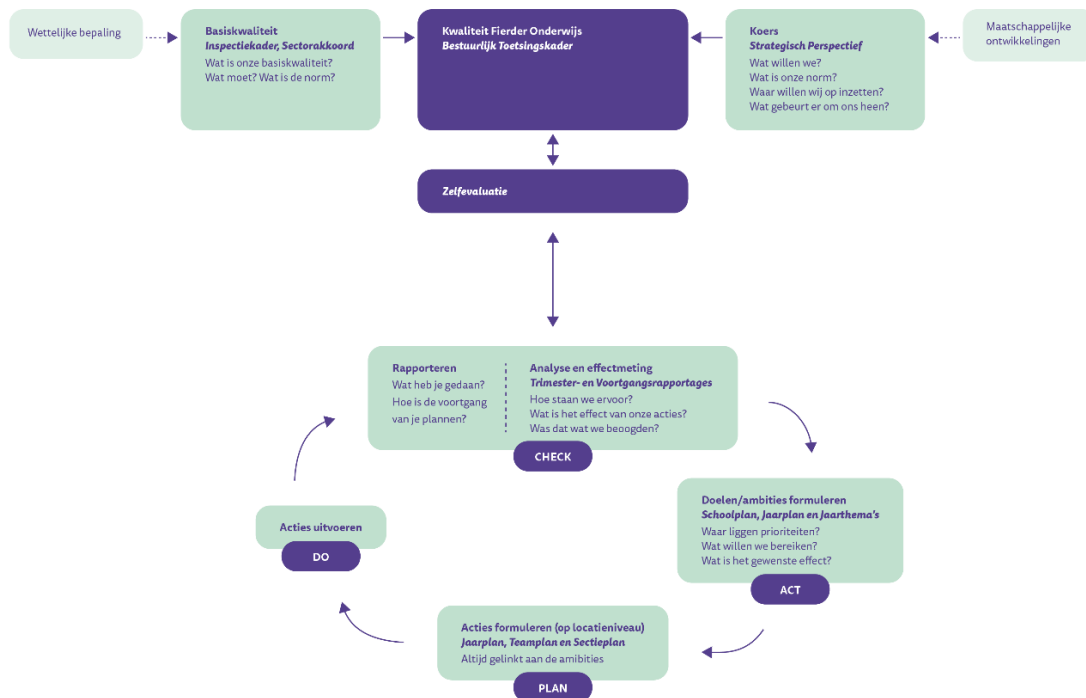 Wettelijke bepaling
Basiskwaliteit
Inspectiekader, Sectorakkoord
Wat is onze basiskwaliteit?
Wat moet? Wat is de norm?
Kwaliteit Fierder Onderwijs
Bestuurlijk Toetsingskader
Koers
Strategisch Perspectief
Wat willen we?
Wat is onze norm?
Waar willen wij op inzetten?
Wat gebeurt er om ons heen?
Maatschappelijke
ontwikkelingen
Zelfevaluatie
Rapporteren
Wat heb je gedaan?
Hoe is de voortgang
van je plannen?
Analyse en effectmeting
Trimester- en Voortgangsrapportages
Hoe staan we ervoor?
Wat is het effect van onze acties?
Was dat wat we beoogden?
CHECK
Doelen/ambities formuleren
Schoolplan, Jaarplan en Jaarthema's
Waar liggen prioriteiten?
Wat willen we bereiken?
Wat is het gewenste effect?
ACT
Acties formuleren (op locatieniveau)
Jaarplan, Teamplan en Sectieplan
Altijd gelinkt aan de amibities
PLAN
Acties uitvoeren
DO